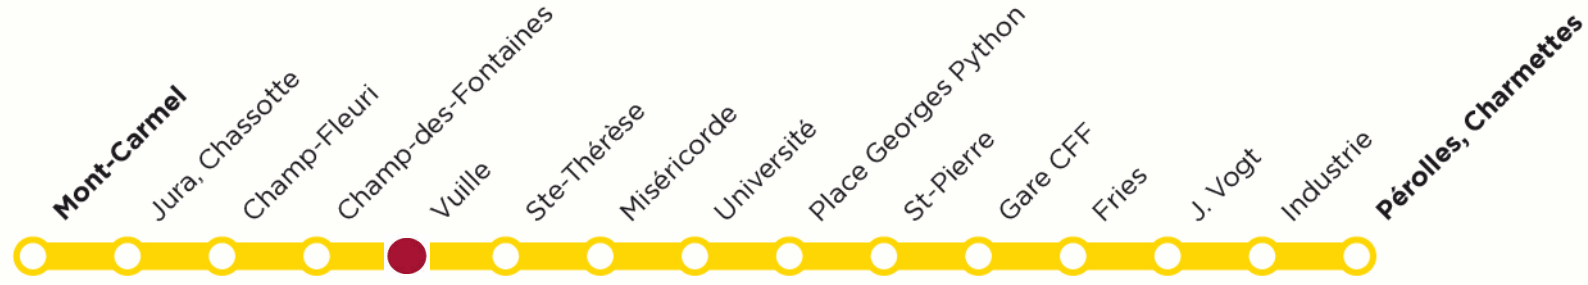 Mont-Carmel
Jura, Chassotte
Champ-Fleuri
Champ-des-Fontaines
Vuille
Ste-Thérèse
Miséricorde
Université
Place Georges Python
St-Pierre
Gare CFF
Fries
J. Vogt
Industrie
Pérolles, Charmettes